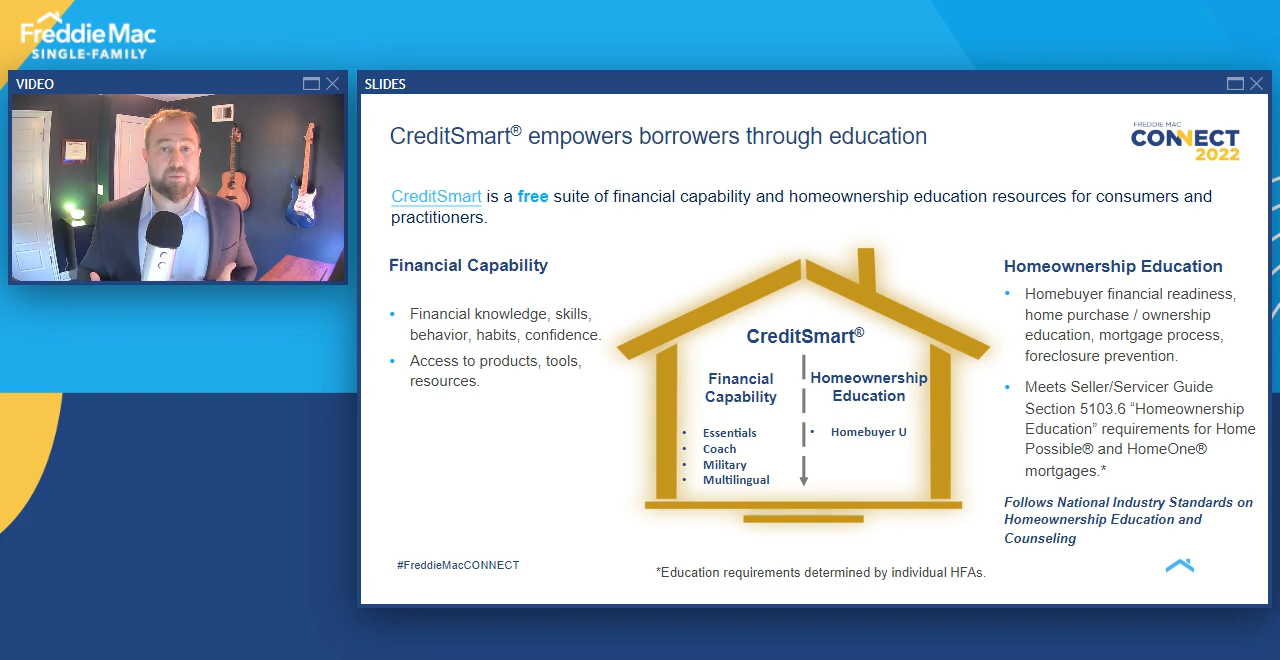 Freddie Mac
SINGLE-FAMILY
VIDEO
SLIDES
CreditSmart® empowers borrowers through education
FREDDIE MAC
CONNECT
2022
CreditSmart is a free suite of financial capability and homeownership education resources for consumers and
practitioners.
Financial Capability
• Financial knowledge, skills,
behavior, habits, confidence.
• Access to products, tools,
resources.
CreditSmart®
Financial
Capability
• Essentials
• Coach
• Military
• Multilingual
Homeownership
Education
• Homebuyer U
Homeownership Education
• Homebuyer financial readiness,
home purchase / ownership
education, mortgage process,
foreclosure prevention.
• Meets Seller/Servicer Guide
Section 5103.6 “Homeownership
Education” requirements for Home
Possible® and HomeOne®
mortgages.*
Follows National Industry Standards on
Homeownership Education and
Counseling
#FreddieMacCONNECT
*Education requirements determined by individual HFAs.